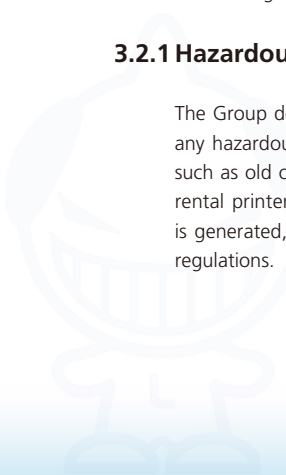 3.2.1 Hazardou
The Group d
any hazardou
such as old c
rental printer
is generated,
regulations.